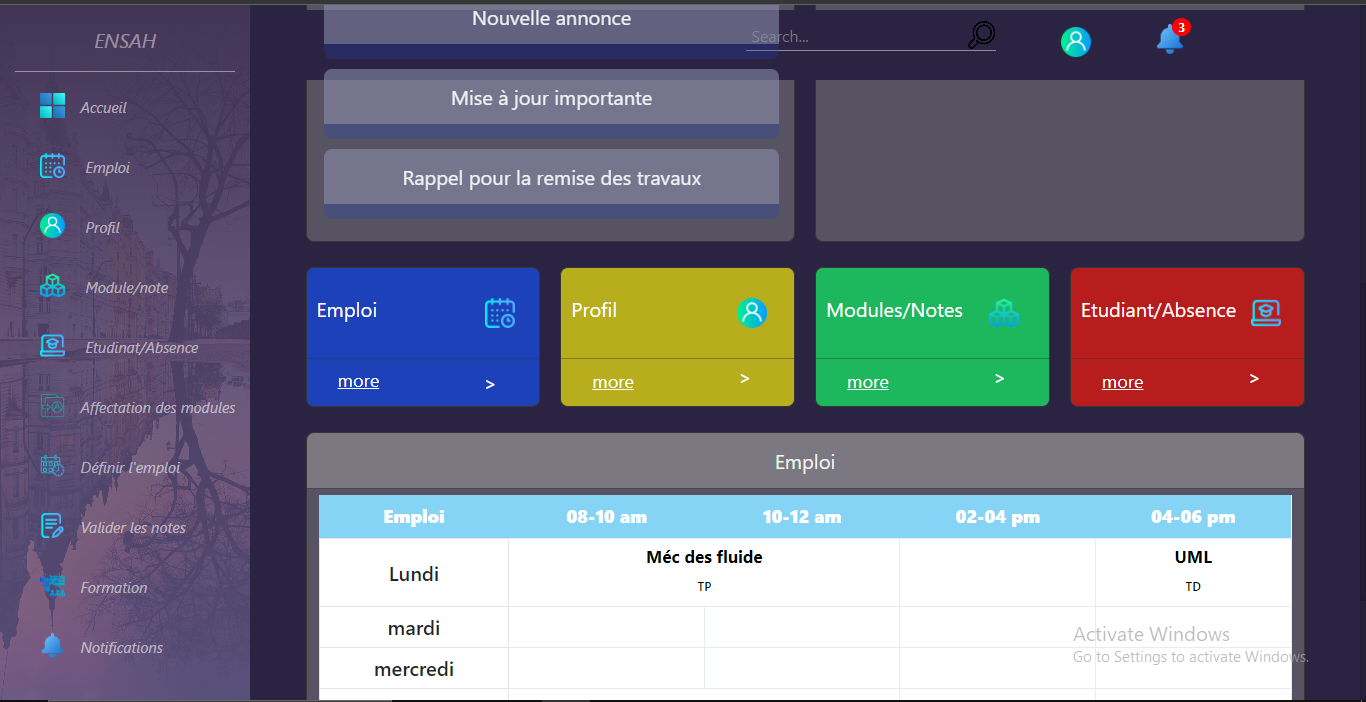 ENSAH
Accueil
Emploi
Profil
Module/note
Etudinat/Absence
Affectation des modules
Définir l'emploi
Valider les notes
Formation
Notifications
Search...
3
Nouvelle annonce
Mise à jour importante
Rappel pour la remise des travaux
Emploi
more >
Profil
more >
Modules/Notes
more >
Etudiant/Absence
more >
Emploi
Emploi 08-10 am 10-12 am 02-04 pm 04-06 pm
Lundi Méc des fluide UML
TP TD
mardi
mercredi
Activate Windows
Go to Settings to activate Windows.